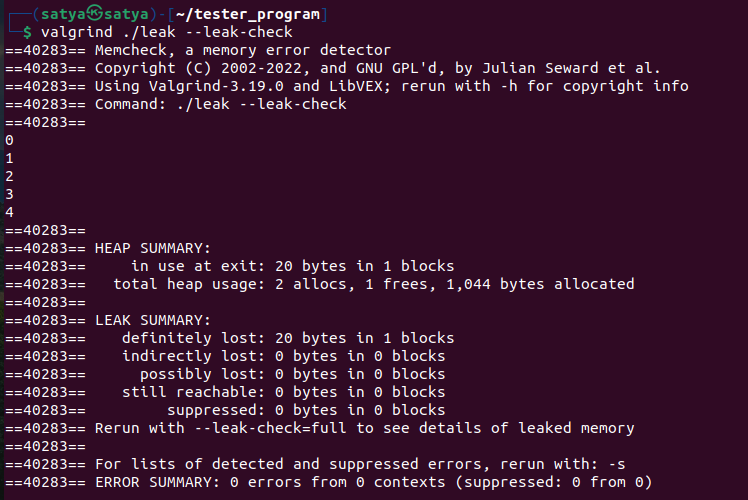 ┌──(satya㉿satya)-[~/tester_program]
└─$ valgrind ./leak --leak-check
==40283== Memcheck, a memory error detector
==40283== Copyright (C) 2002-2022, and GNU GPL'd, by Julian Seward et al.
==40283== Using Valgrind-3.19.0 and LibVEX; rerun with -h for copyright info
==40283== Command: ./leak --leak-check
==40283==
0
1
2
3
4
==40283==
==40283== HEAP SUMMARY:
==40283==     in use at exit: 20 bytes in 1 blocks
==40283==   total heap usage: 2 allocs, 1 frees, 1,044 bytes allocated
==40283==
==40283== LEAK SUMMARY:
==40283==    definitely lost: 20 bytes in 1 blocks
==40283==    indirectly lost: 0 bytes in 0 blocks
==40283==      possibly lost: 0 bytes in 0 blocks
==40283==    still reachable: 0 bytes in 0 blocks
==40283==         suppressed: 0 bytes in 0 blocks
==40283== Rerun with --leak-check=full to see details of leaked memory
==40283==
==40283== For lists of detected and suppressed errors, rerun with: -s
==40283== ERROR SUMMARY: 0 errors from 0 contexts (suppressed: 0 from 0)